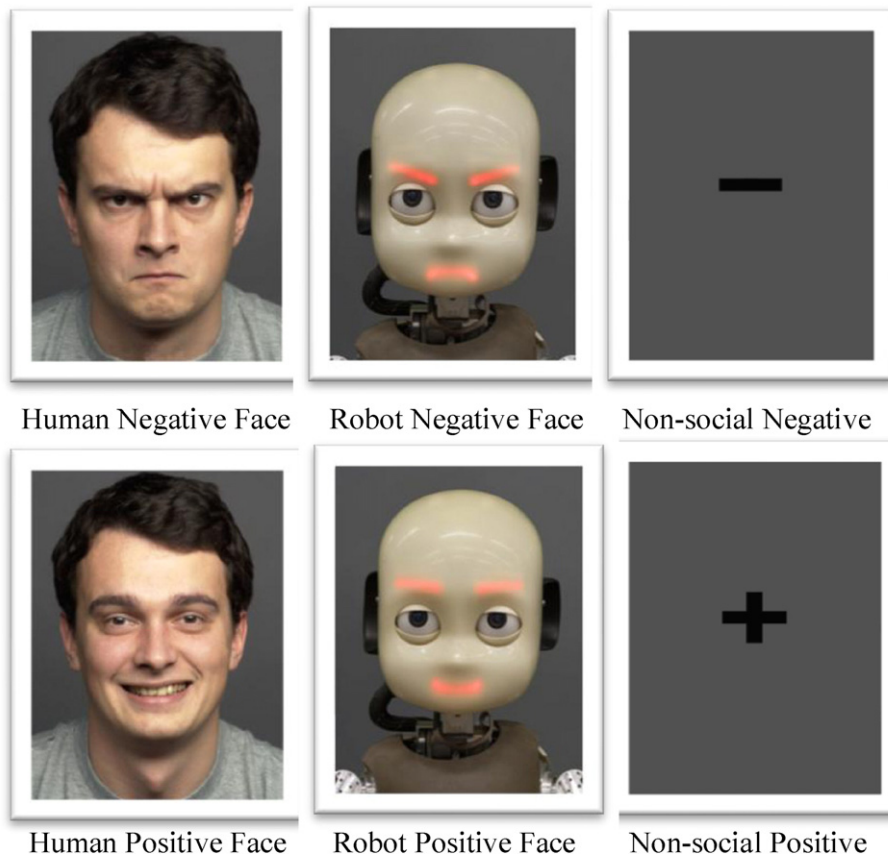 Human Negative Face
Robot Negative Face
Non-social Negative
Human Positive Face
Robot Positive Face
Non-social Positive